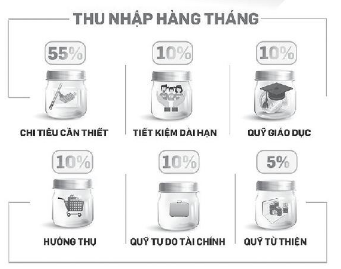 THU NHẬP HÀNG THÁNG
55% 10% 10%
CHI TIÊU CẦN THIẾT TIẾT KIỆM DÀI HẠN QUỸ GIÁO DỤC
10% 10% 5%
HƯỞNG THỤ QUỸ TỰ DO TÀI CHÍNH QUỸ TỪ THIỆN